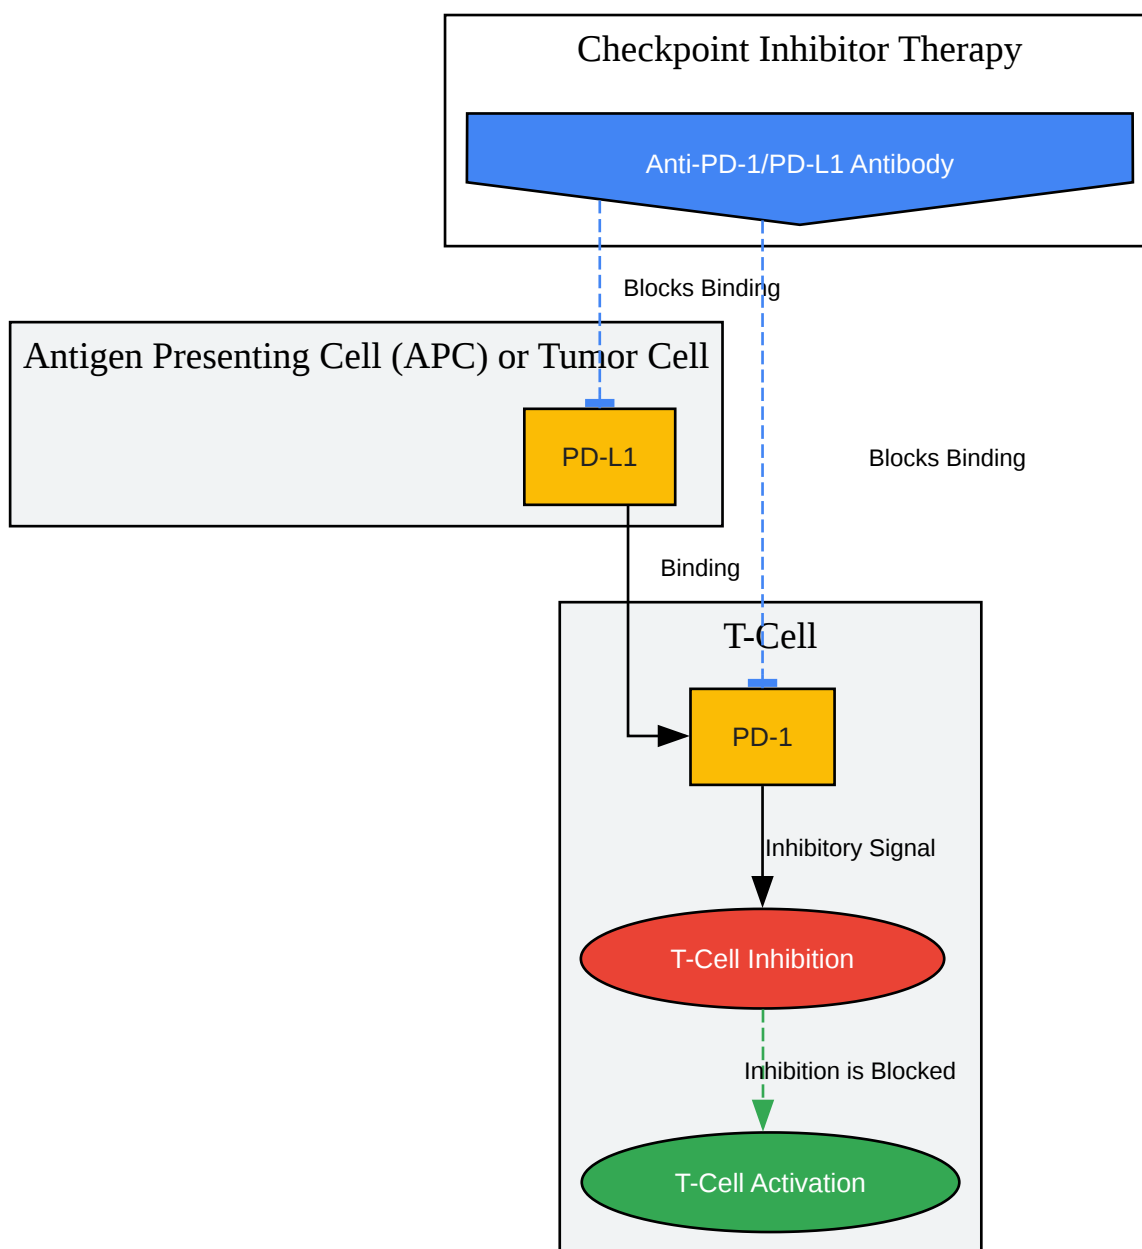 Checkpoint Inhibitor Therapy
Anti-PD-1/PD-L1 Antibody
Blocks Binding
Antigen Presenting Cell (APC) or Tumor Cell
PD-L1
Blocks Binding
Binding
T-Cell
PD-1
Inhibitory Signal
T-Cell Inhibition
Inhibition is Blocked
T-Cell Activation